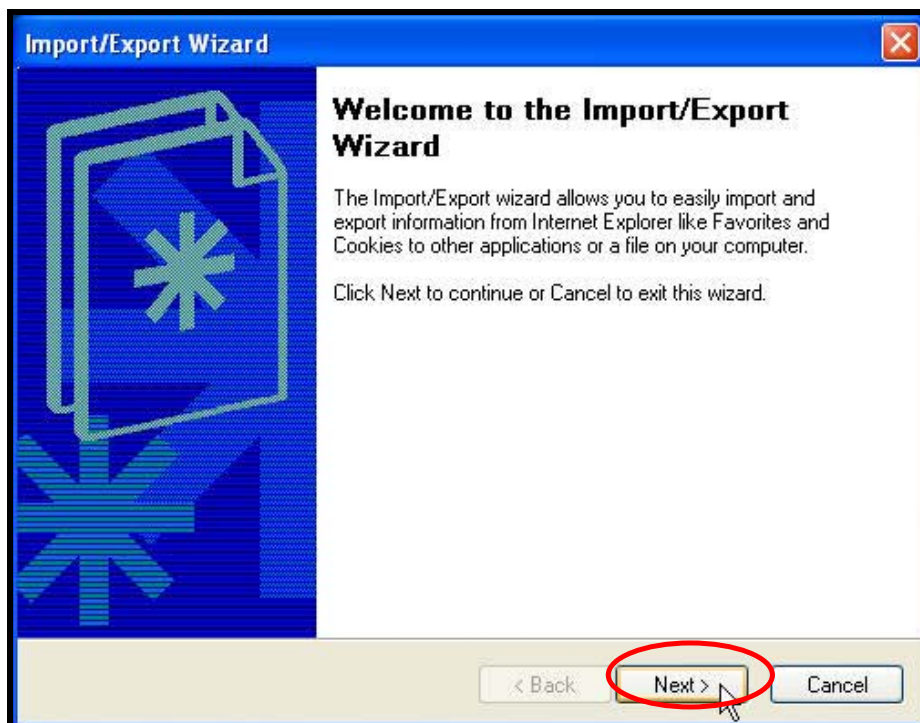 Import/Export Wizard
Welcome to the Import/Export
Wizard
The Import/Export wizard allows you to easily import and
export information from Internet Explorer like Favorites and
Cookies to other applications or a file on your computer.
Click Next to continue or Cancel to exit this wizard.
< Back Next > Cancel